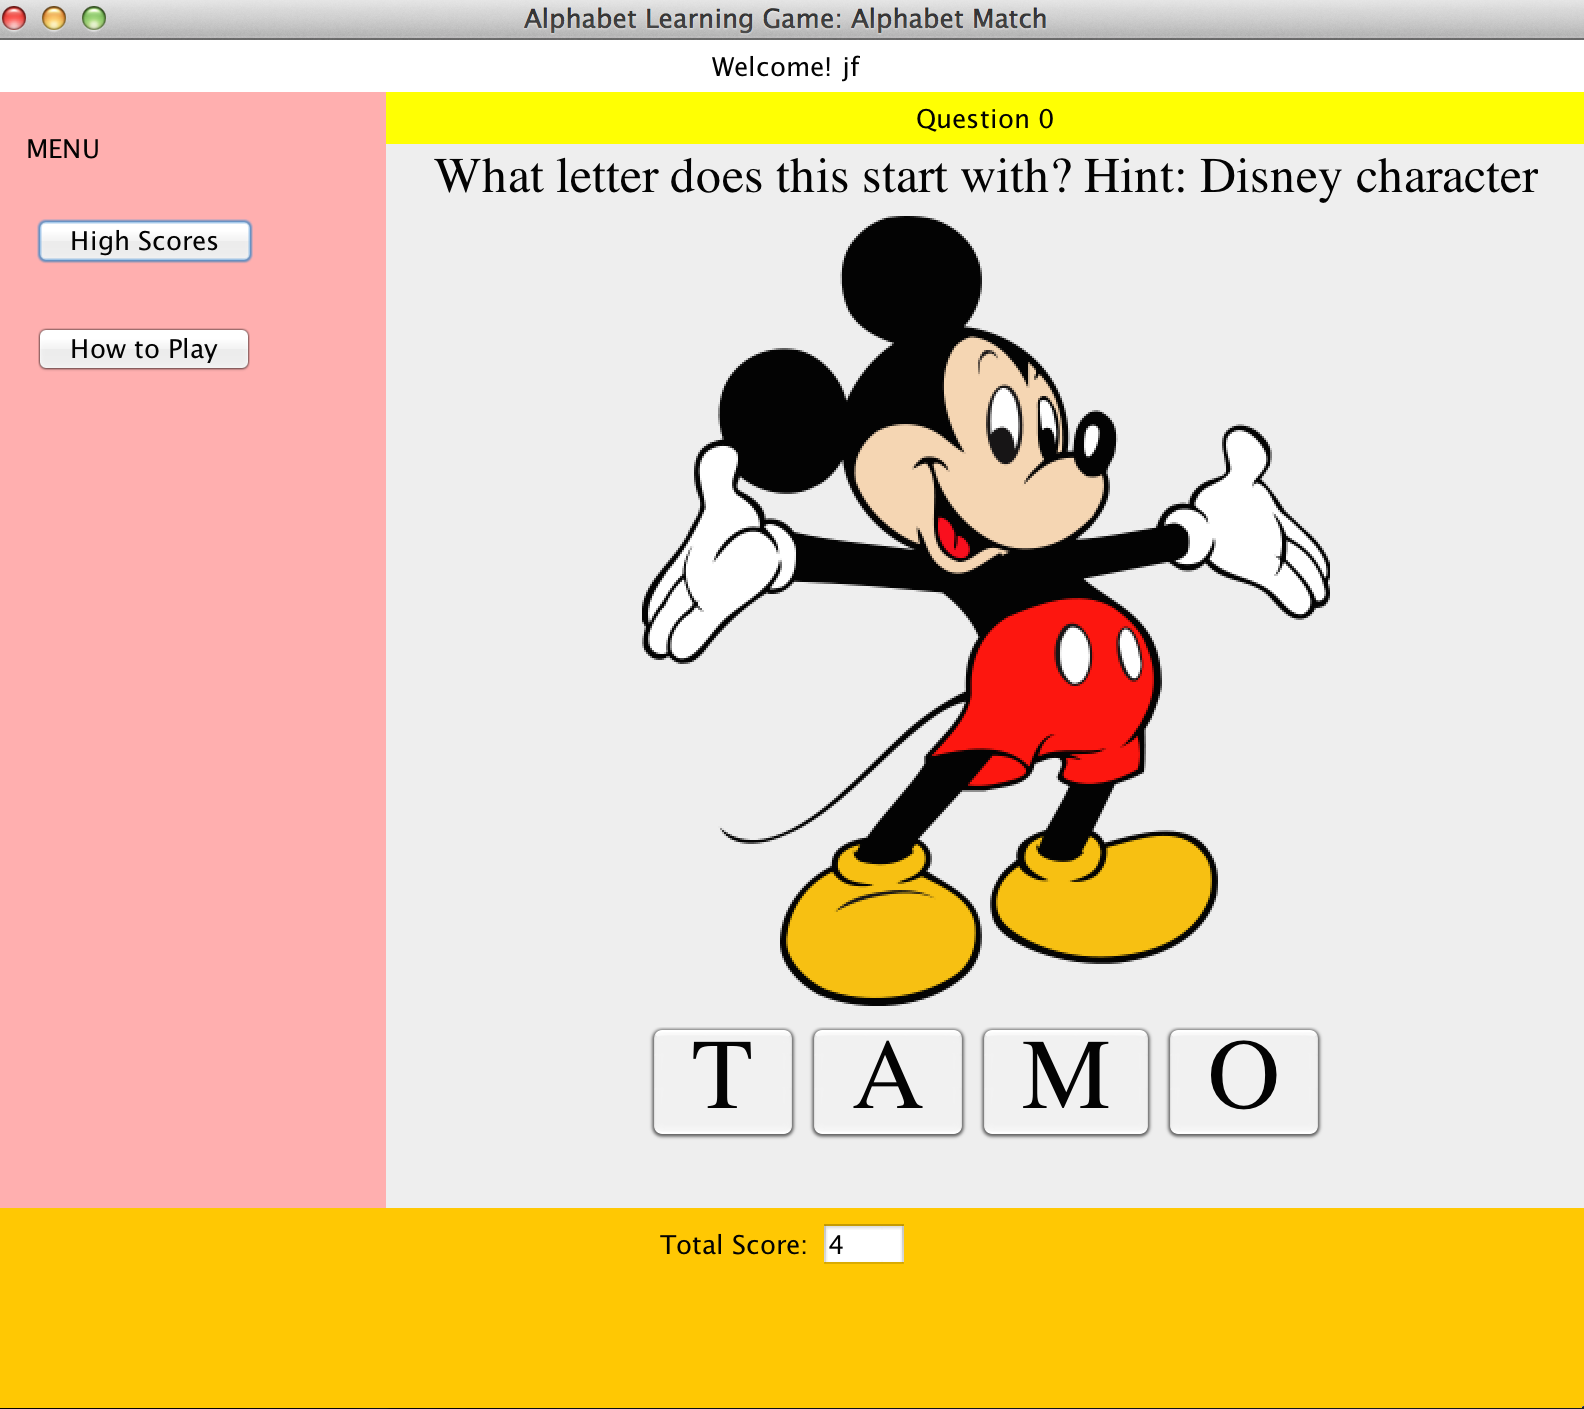 Alphabet Learning Game: Alphabet Match
Welcome! jf
MENU
High Scores
How to Play
Question 0
What letter does this start with? Hint: Disney character
T A M O
Total Score: 4